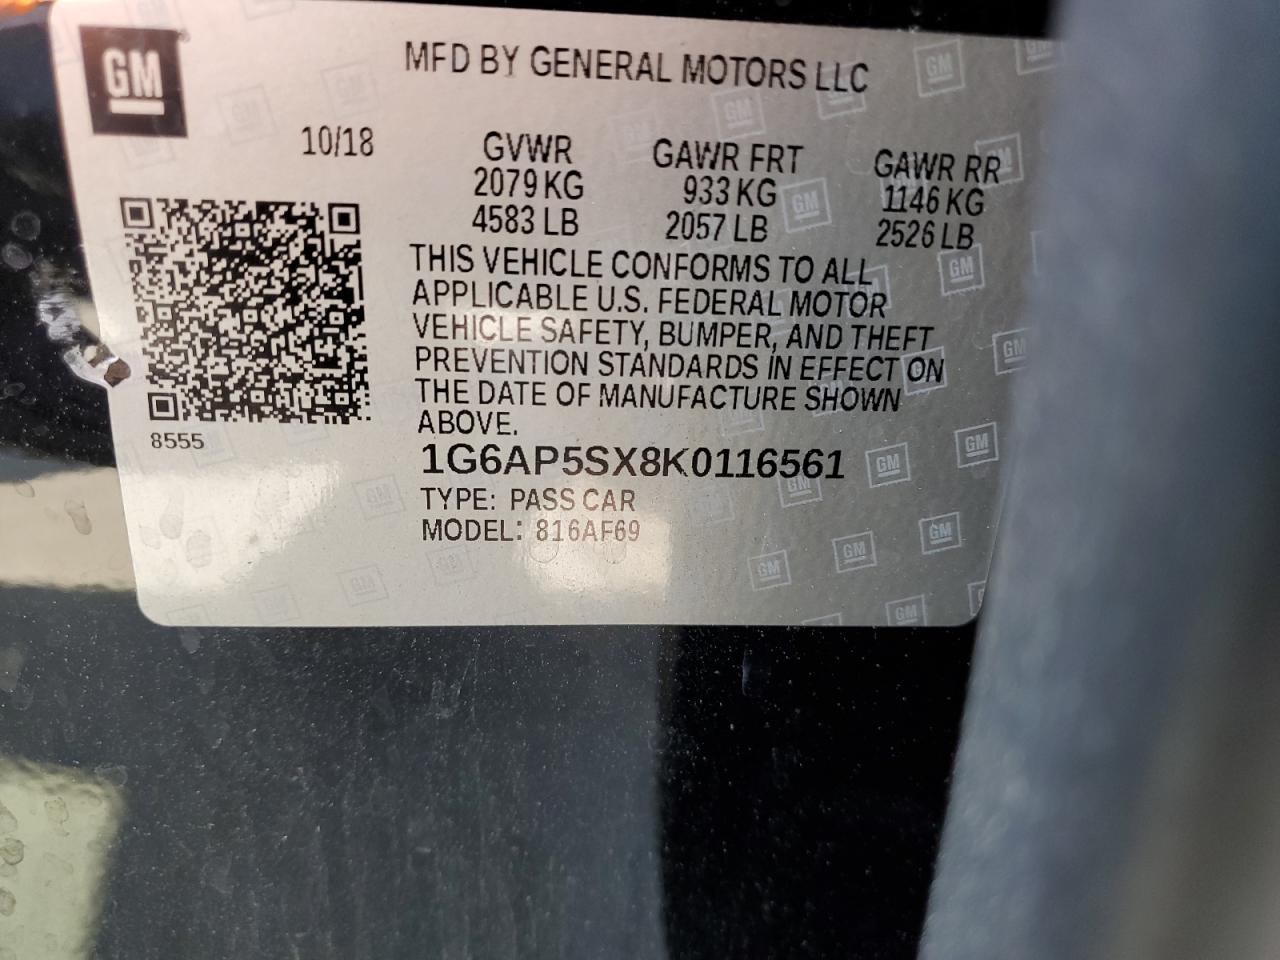 GM
MFD BY GENERAL MOTORS LLC
10/18
GVWR
2079 KG
4583 LB
GAWR FRT
933 KG
2057 LB
GAWR RR
1146 KG
2526 LB
THIS VEHICLE CONFORMS TO ALL
APPLICABLE U.S. FEDERAL MOTOR
VEHICLE SAFETY, BUMPER, AND THEFT
PREVENTION STANDARDS IN EFFECT ON
THE DATE OF MANUFACTURE SHOWN
ABOVE.
8555
1G6AP5SX8K0116561
TYPE: PASS CAR
MODEL: 816AF69